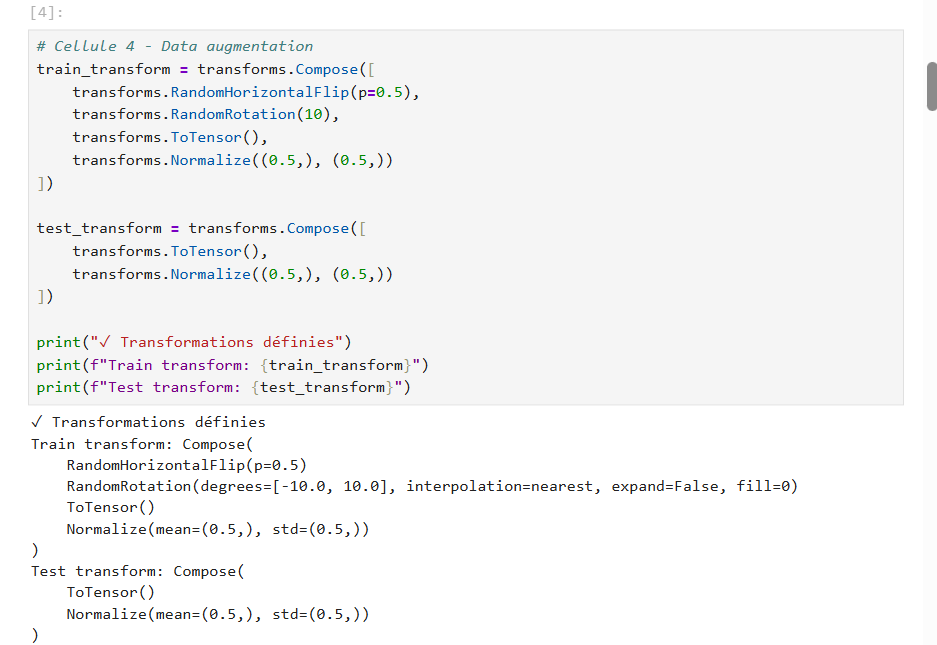 [4]:
# Cellule 4 - Data augmentation
train_transform = transforms.Compose([
    transforms.RandomHorizontalFlip(p=0.5),
    transforms.RandomRotation(10),
    transforms.ToTensor(),
    transforms.Normalize((0.5,), (0.5,))
])

test_transform = transforms.Compose([
    transforms.ToTensor(),
    transforms.Normalize((0.5,), (0.5,))
])

print("✓ Transformations définies")
print(f"Train transform: {train_transform}")
print(f"Test transform: {test_transform}")
✓ Transformations définies
Train transform: Compose(
    RandomHorizontalFlip(p=0.5)
    RandomRotation(degrees=[-10.0, 10.0], interpolation=nearest, expand=False, fill=0)
    ToTensor()
    Normalize(mean=(0.5,), std=(0.5,))
)
Test transform: Compose(
    ToTensor()
    Normalize(mean=(0.5,), std=(0.5,))
)